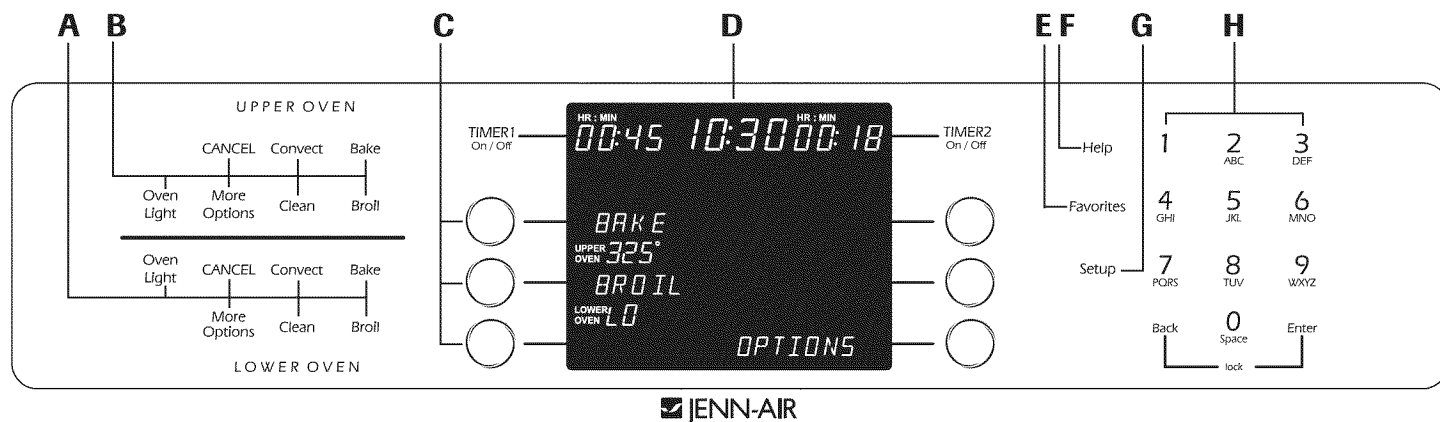 A B C D E F G H
UPPER OVEN
CANCEL Convect Bake
Oven Light More Options Clean Broil
Oven Light CANCEL Convect Bake
More Options Clean Broil
LOWER OVEN
TIMER1
On / Off
HR : MIN HR : MIN
00:45 10:30 00:18
BAKE
UPPER OVEN 325°
BROIL
LOWER OVEN LO
OPTIONS
TIMER2
On / Off
Help
Favorites
Setup
1 2 3
ABC DEF
4 5 6
GHI JKL MNO
7 8 9
PQRS TUV WXYZ
Back 0 Enter
Space
lock
JENN-AIR